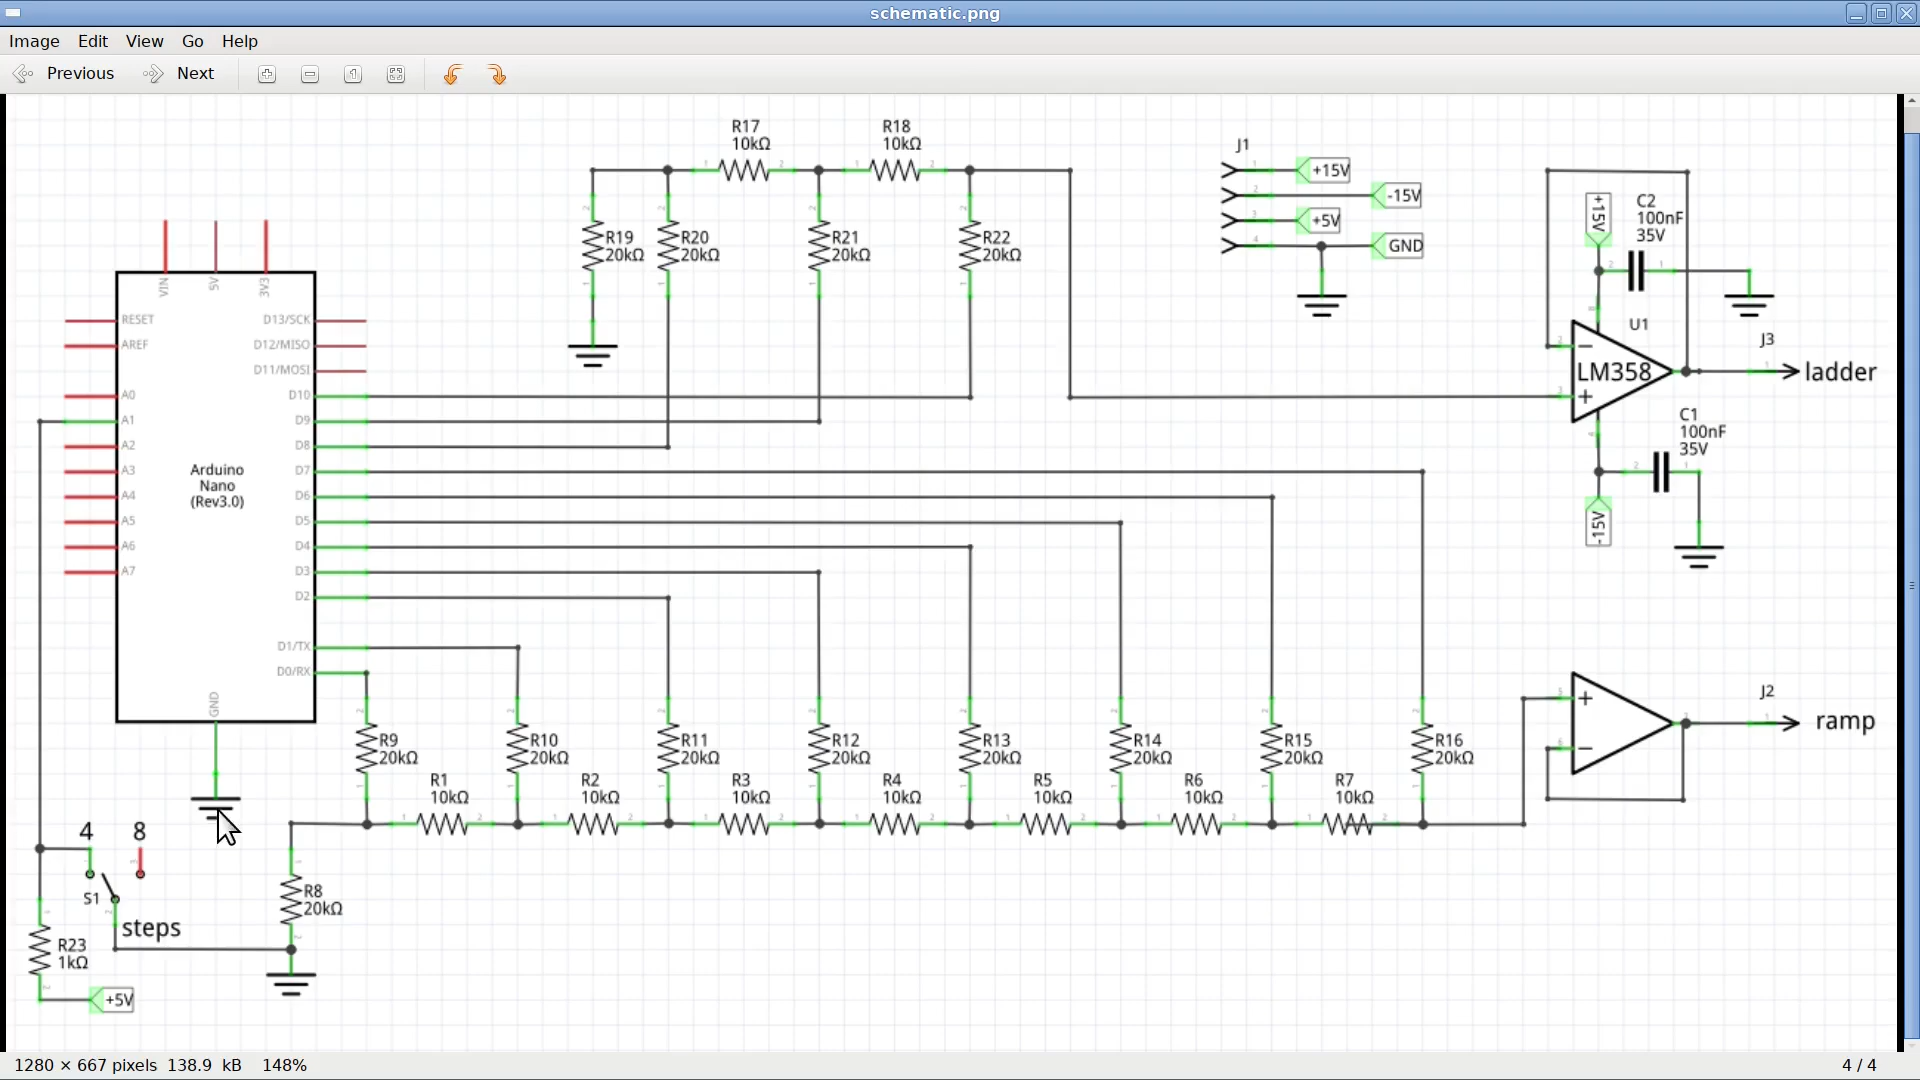 schematic.png
Image Edit View Go Help
Previous Next
R17
10kΩ
R18
10kΩ
R19
20kΩ
R20
20kΩ
R21
20kΩ
R22
20kΩ
J1
1
+15V
2
-15V
3
+5V
4
GND
+15V
C2
100nF
35V
U1
LM358
J3
ladder
C1
100nF
35V
-15V
VIN 5V 3V3
RESET
AREF
A0
A1
A2
A3
A4
A5
A6
A7
Arduino
Nano
(Rev3.0)
D13/SCK
D12/MISO
D11/MOSI
D10
D9
D8
D7
D6
D5
D4
D3
D2
D1/TX
D0/RX
GND
R9
20kΩ
R10
20kΩ
R11
20kΩ
R12
20kΩ
R13
20kΩ
R14
20kΩ
R15
20kΩ
R16
20kΩ
R1
10kΩ
R2
10kΩ
R3
10kΩ
R4
10kΩ
R5
10kΩ
R6
10kΩ
R7
10kΩ
J2
ramp
4 8
S1
steps
R8
20kΩ
R23
1kΩ
+5V
1280 × 667 pixels 138.9 kB 148% 4 / 4